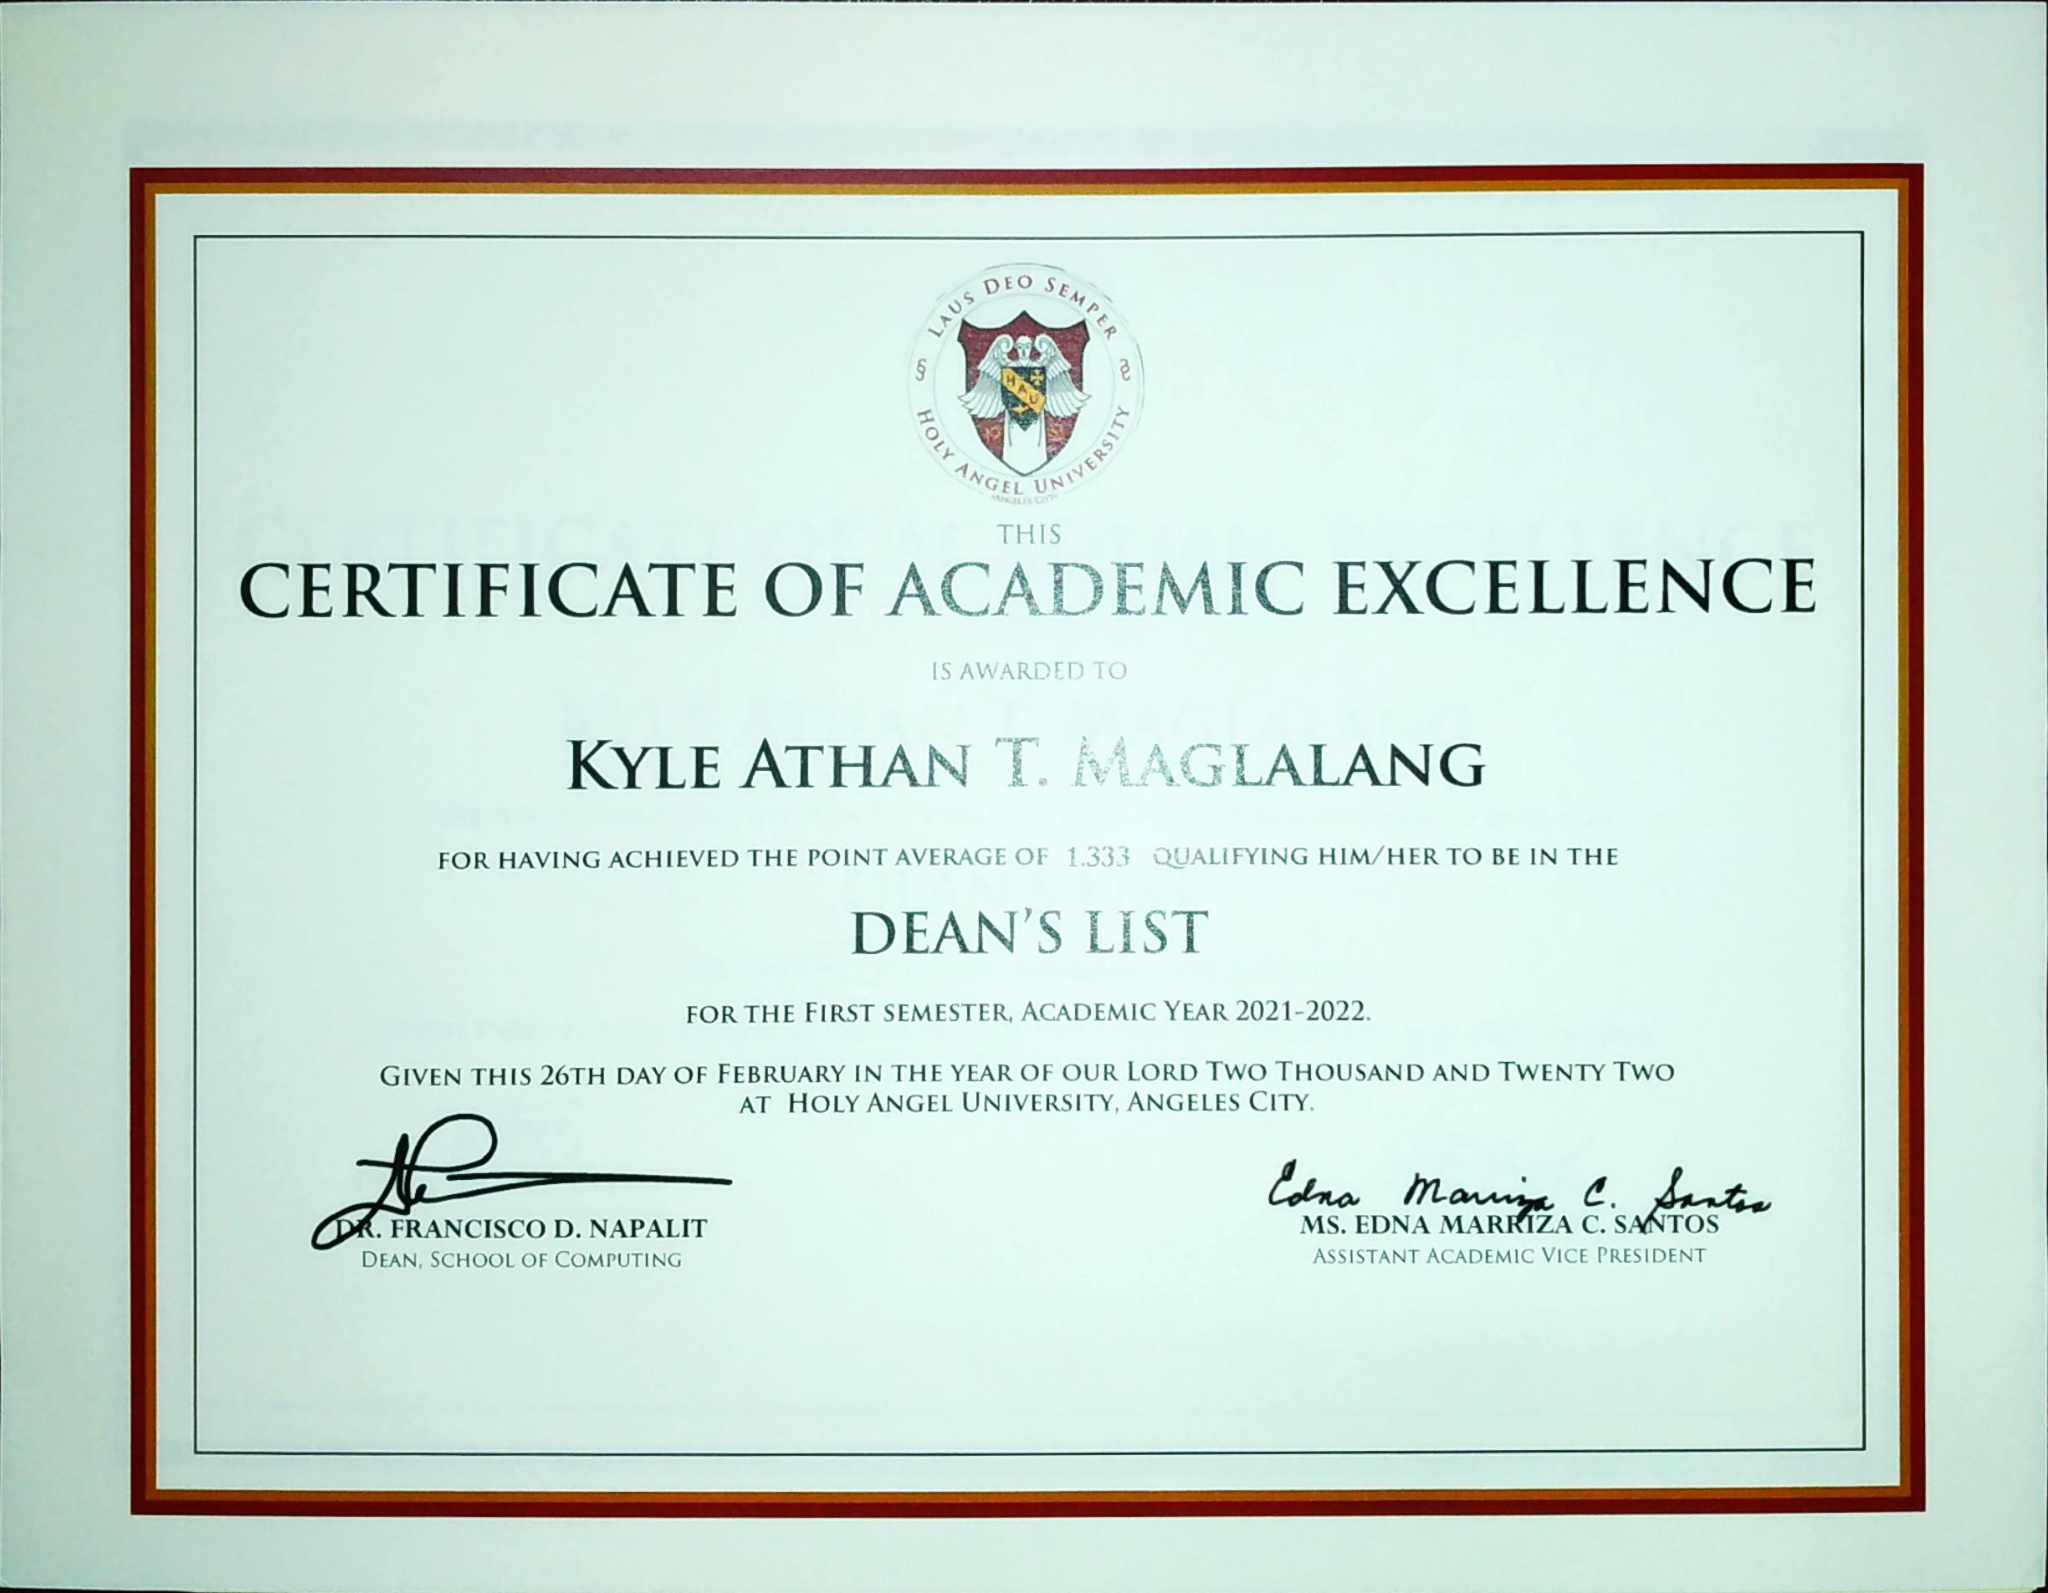 LAUS DEO SEMPER
HAU
HOLY ANGEL UNIVERSITY
ANGELES CITY
THIS
CERTIFICATE OF ACADEMIC EXCELLENCE
IS AWARDED TO
KYLE ATHAN T. MAGLALANG
FOR HAVING ACHIEVED THE POINT AVERAGE OF 1.333 QUALIFYING HIM/HER TO BE IN THE
DEAN'S LIST
FOR THE FIRST SEMESTER, ACADEMIC YEAR 2021-2022.
GIVEN THIS 26TH DAY OF FEBRUARY IN THE YEAR OF OUR LORD TWO THOUSAND AND TWENTY TWO
AT HOLY ANGEL UNIVERSITY, ANGELES CITY.
Edna Marriza C. Santos
DR. FRANCISCO D. NAPALIT
DEAN, SCHOOL OF COMPUTING
MS. EDNA MARRIZA C. SANTOS
ASSISTANT ACADEMIC VICE PRESIDENT